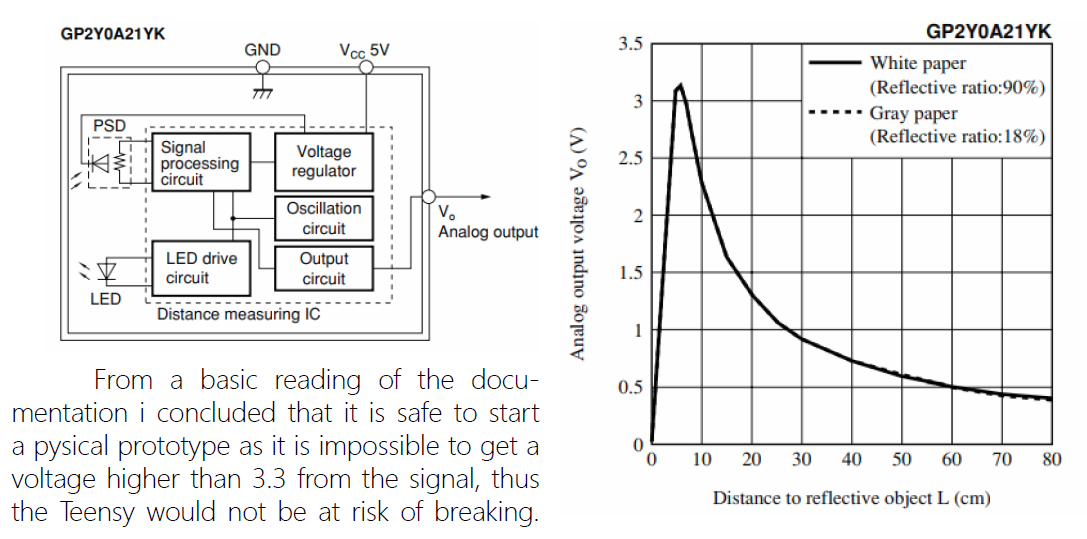 GP2Y0A21YK
GND
VCC 5V
PSD
Signal
processing
circuit
Voltage
regulator
Oscillation
circuit
Vo
Analog output
LED drive
circuit
Output
circuit
LED
Distance measuring IC
From a basic reading of the docu-
mentation i concluded that it is safe to start
a pysical prototype as it is impossible to get a
voltage higher than 3.3 from the signal, thus
the Teensy would not be at risk of breaking.
GP2Y0A21YK
White paper
(Reflective ratio:90%)
Gray paper
(Reflective ratio:18%)
Analog output voltage VO (V)
3.5
3
2.5
2
1.5
1
0.5
0
0 10 20 30 40 50 60 70 80
Distance to reflective object L (cm)